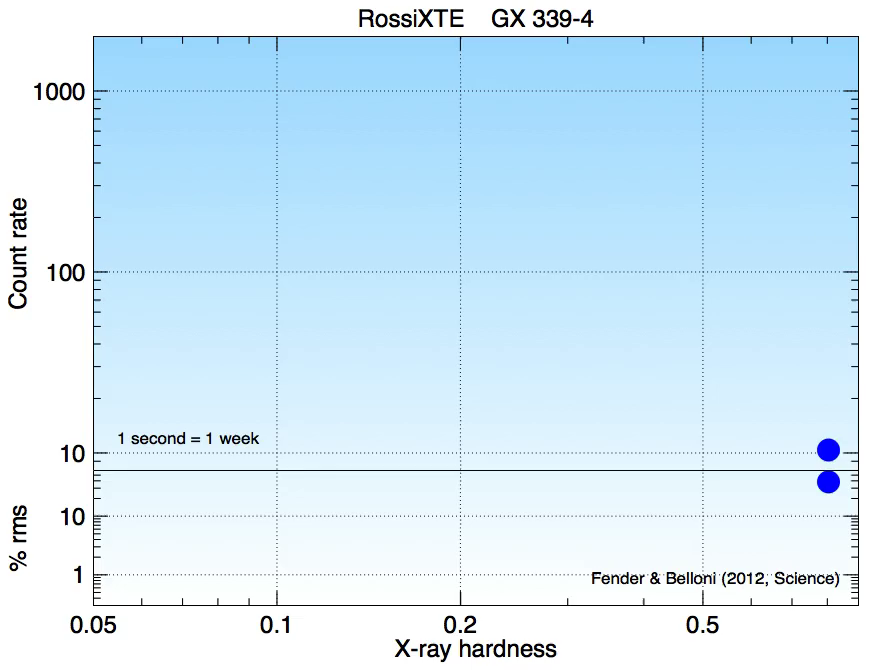 RossiXTE GX 339-4
1000
Count rate
100
1 second = 1 week
10
% rms
10
1
Fender & Belloni (2012, Science)
0.05 0.1 0.2 0.5
X-ray hardness